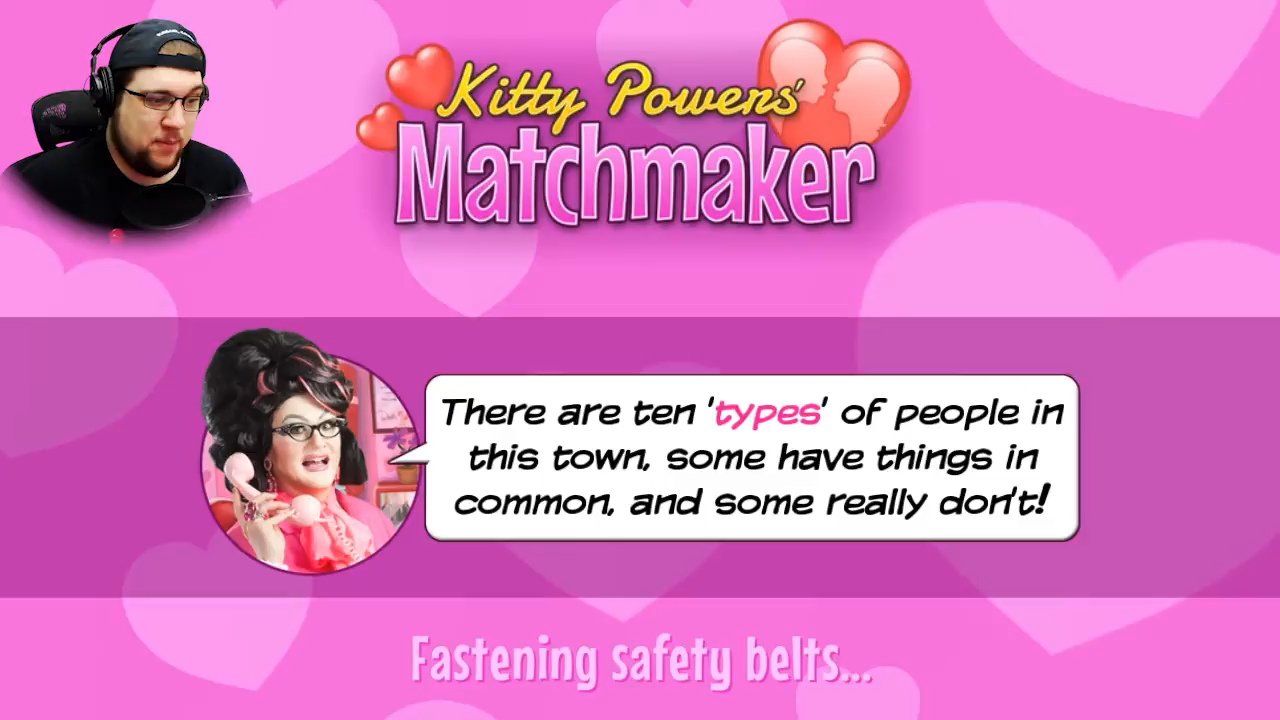 Kitty Powers'
Matchmaker
There are ten 'types' of people in
this town, some have things in
common, and some really don't!
Fastening safety belts...